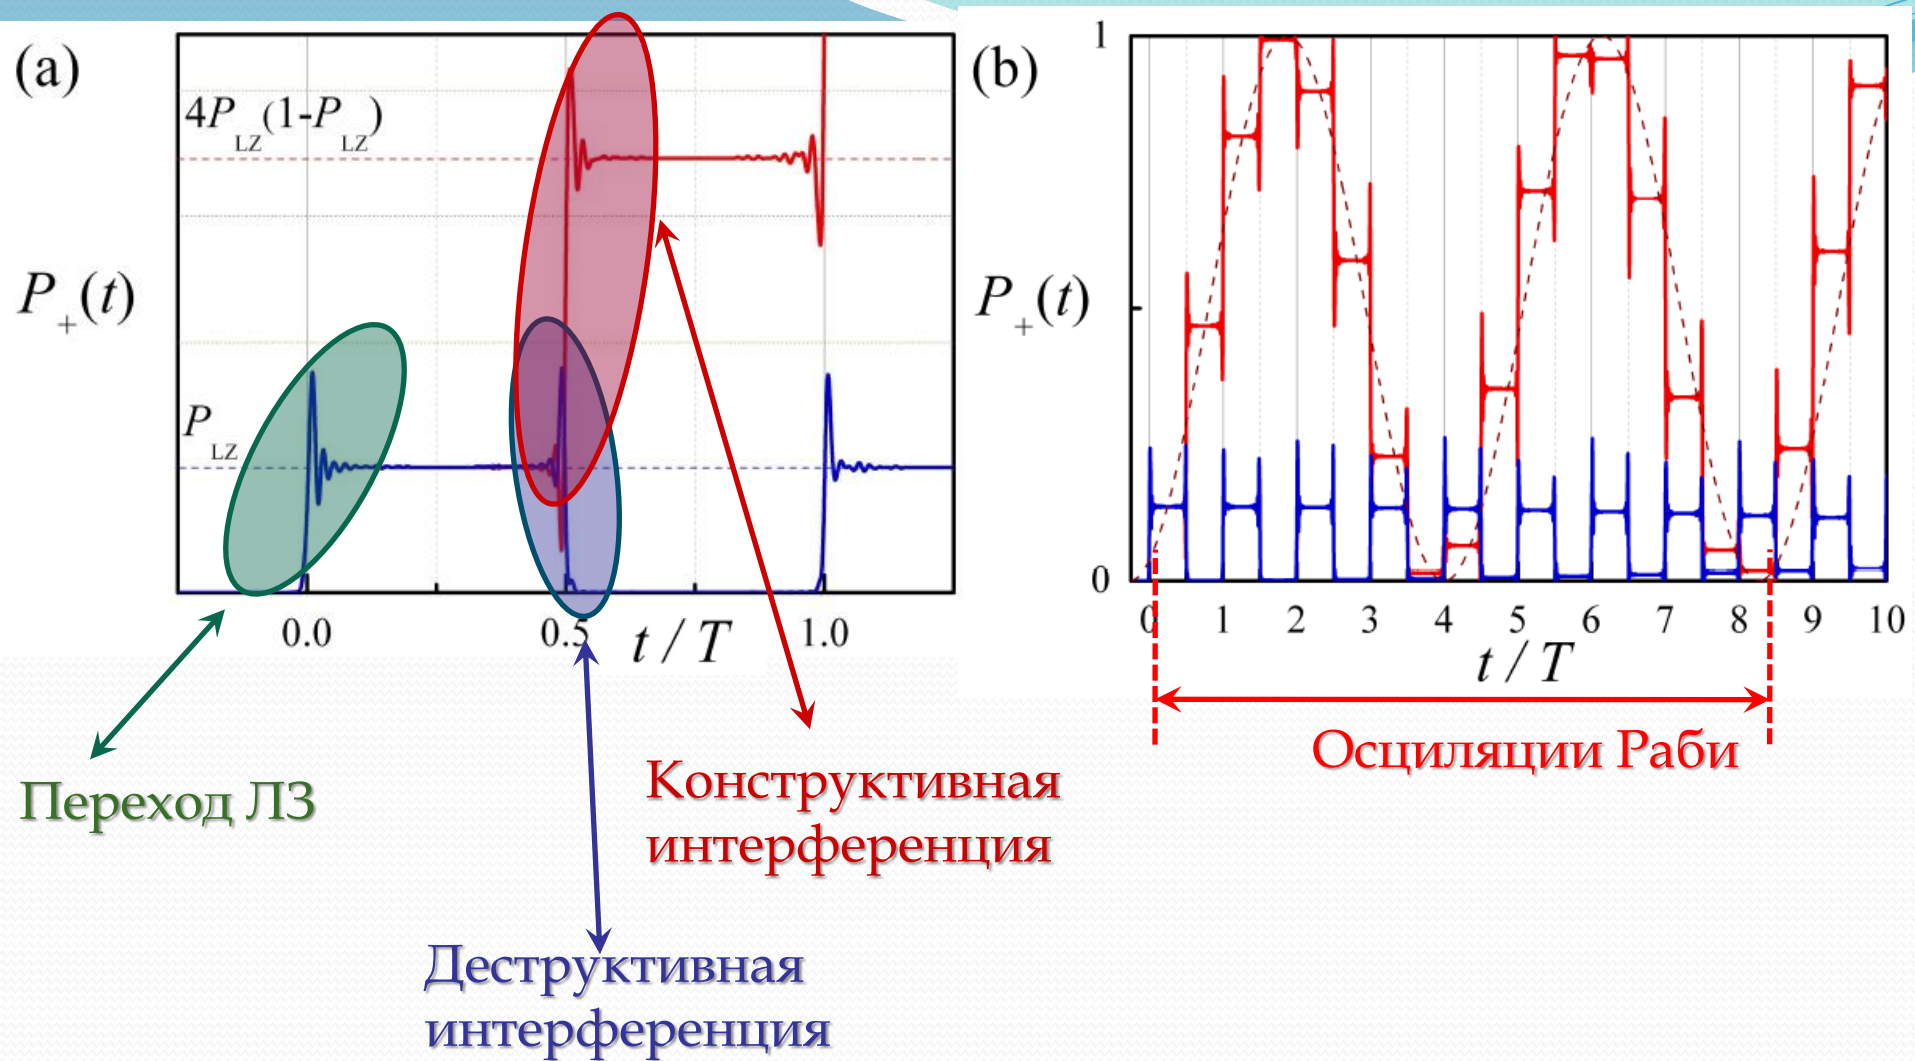 (a)
4P_LZ(1-P_LZ)
P_+(t)
P_LZ
0.0
0.5
t / T
1.0
(b)
1
P_+(t)
0
0 1 2 3 4 5 6 7 8 9 10
t / T
Осциляции Раби
Переход ЛЗ
Конструктивная
интерференция
Деструктивная
интерференция